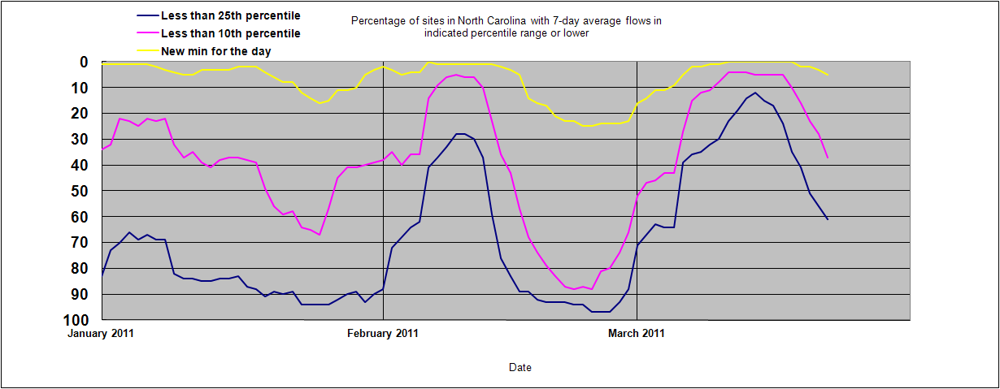 Less than 25th percentile
Less than 10th percentile
New min for the day
Percentage of sites in North Carolina with 7-day average flows in
indicated percentile range or lower
0
10
20
30
40
50
60
70
80
90
100
January 2011
February 2011
March 2011
Date